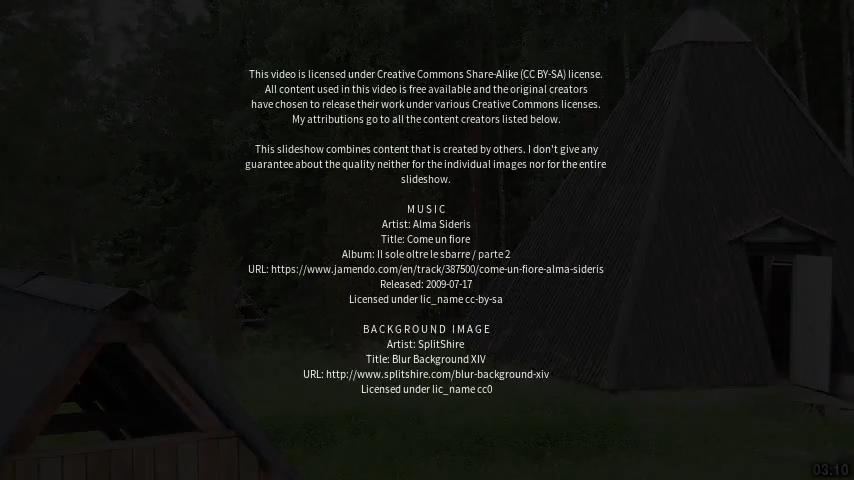 This video is licensed under Creative Commons Share-Alike (CC BY-SA) license.
All content used in this video is free available and the original creators
have chosen to release their work under various Creative Commons licenses.
My attributions go to all the content creators listed below.
This slideshow combines content that is created by others. I don't give any
guarantee about the quality neither for the individual images nor for the entire
slideshow.
MUSIC
Artist: Alma Sideris
Title: Come un fiore
Album: Il sole oltre le sbarre / parte 2
URL: https://www.jamendo.com/en/track/387500/come-un-fiore-alma-sideris
Released: 2009-07-17
Licensed under lic_name cc-by-sa
BACKGROUND IMAGE
Artist: SplitShire
Title: Blur Background XIV
URL: http://www.splitshire.com/blur-background-xiv
Licensed under lic_name cc0
03:10